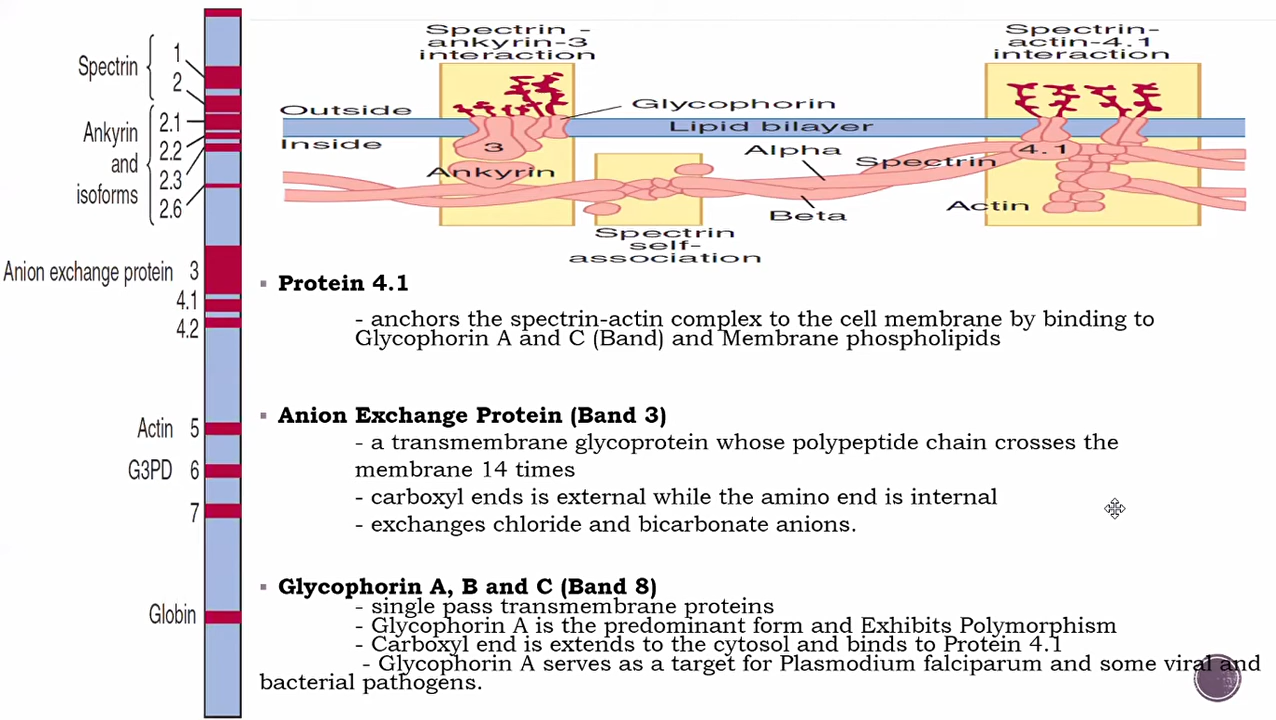 Spectrin
1
2
Ankyrin
and
isoforms
2.1
2.2
2.3
2.6
Anion exchange protein 3
4.1
4.2
Actin 5
G3PD 6
7
Globin
Spectrin -
ankyrin-3
interaction
Spectrin-
actin-4.1
interaction
Outside
Glycophorin
Lipid bilayer
Inside
3
Alpha
4.1
Ankyrin
Spectrin
Beta
Actin
Spectrin
self-
association
▪ Protein 4.1
- anchors the spectrin-actin complex to the cell membrane by binding to
Glycophorin A and C (Band) and Membrane phospholipids
▪ Anion Exchange Protein (Band 3)
- a transmembrane glycoprotein whose polypeptide chain crosses the
membrane 14 times
- carboxyl ends is external while the amino end is internal
- exchanges chloride and bicarbonate anions.
▪ Glycophorin A, B and C (Band 8)
- single pass transmembrane proteins
- Glycophorin A is the predominant form and Exhibits Polymorphism
- Carboxyl end is extends to the cytosol and binds to Protein 4.1
- Glycophorin A serves as a target for Plasmodium falciparum and some viral and
bacterial pathogens.